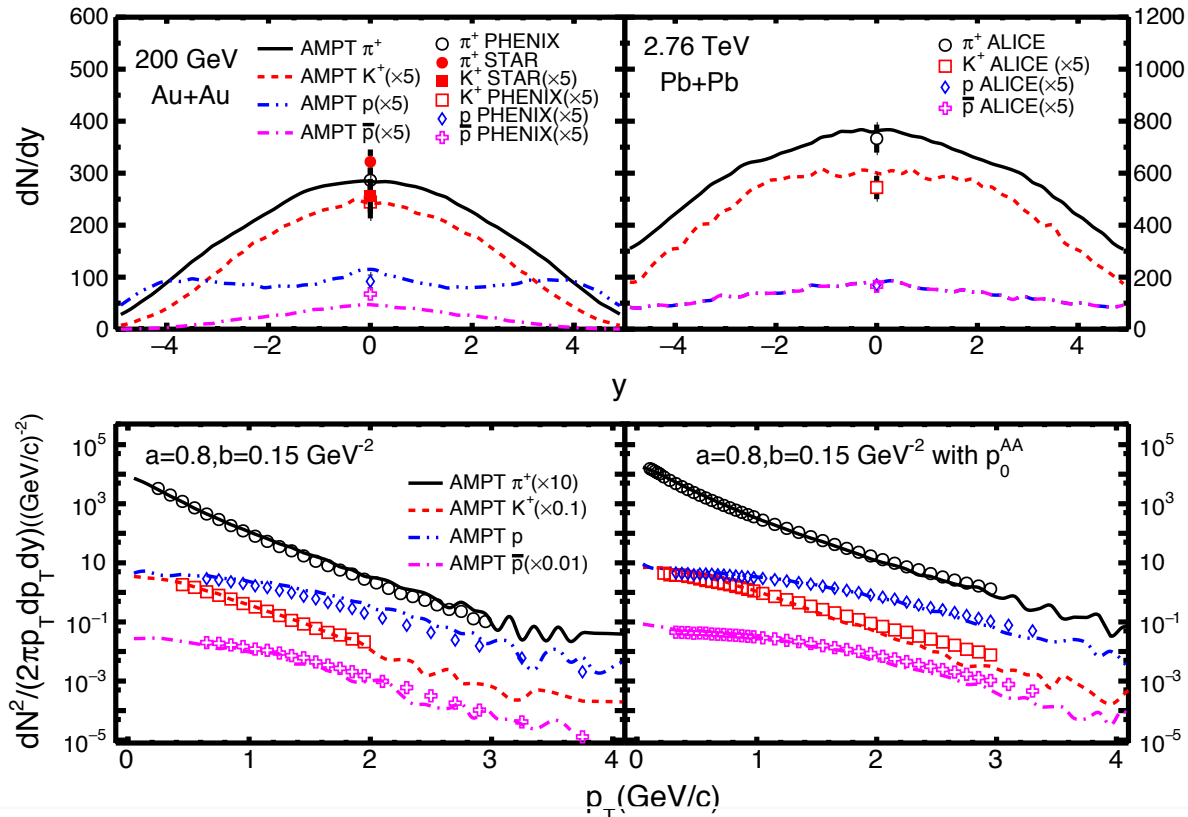 600
500
400
300
200
100
0
dN/dy
200 GeV
Au+Au
AMPT π⁺
AMPT K⁺(×5)
AMPT p(×5)
AMPT p̅(×5)
π⁺ PHENIX
π⁺ STAR
K⁺ STAR(×5)
K⁺ PHENIX(×5)
p PHENIX(×5)
p̅ PHENIX(×5)
−4 −2 0 2 4
2.76 TeV
Pb+Pb
π⁺ ALICE
K⁺ ALICE (×5)
p ALICE(×5)
p̅ ALICE(×5)
1200
1000
800
600
400
200
0
−4 −2 0 2 4
y
dN²/(2πp_T dp_T dy)((GeV/c)⁻²)
10⁵
10³
10
10⁻¹
10⁻³
10⁻⁵
a=0.8,b=0.15 GeV⁻²
AMPT π⁺(×10)
AMPT K⁺(×0.1)
AMPT p
AMPT p̅(×0.01)
0 1 2 3 4
a=0.8,b=0.15 GeV⁻² with p₀ᴬᴬ
10⁵
10³
10
10⁻¹
10⁻³
10⁻⁵
0 1 2 3 4
p_T(GeV/c)